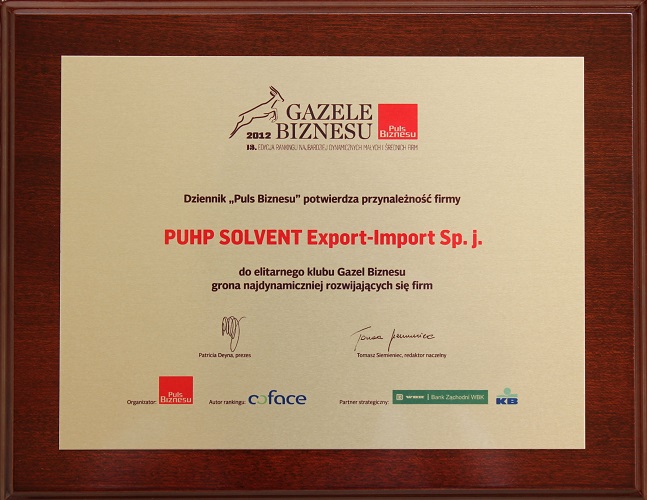 GAZELE
2012 BIZNESU
Puls
Biznesu
13. EDYCJA RANKINGU NAJBARDZIEJ DYNAMICZNYCH MAŁYCH I ŚREDNICH FIRM
Dziennik „Puls Biznesu” potwierdza przynależność firmy
PUHP SOLVENT Export-Import Sp. j.
do elitarnego klubu Gazel Biznesu
grona najdynamiczniej rozwijających się firm
Patricia Deyna, prezes
Tomasz Siemieniec, redaktor naczelny
Organizator:
Puls
Biznesu
Autor rankingu:
coface
Partner strategiczny:
Bank Zachodni WBK
KB